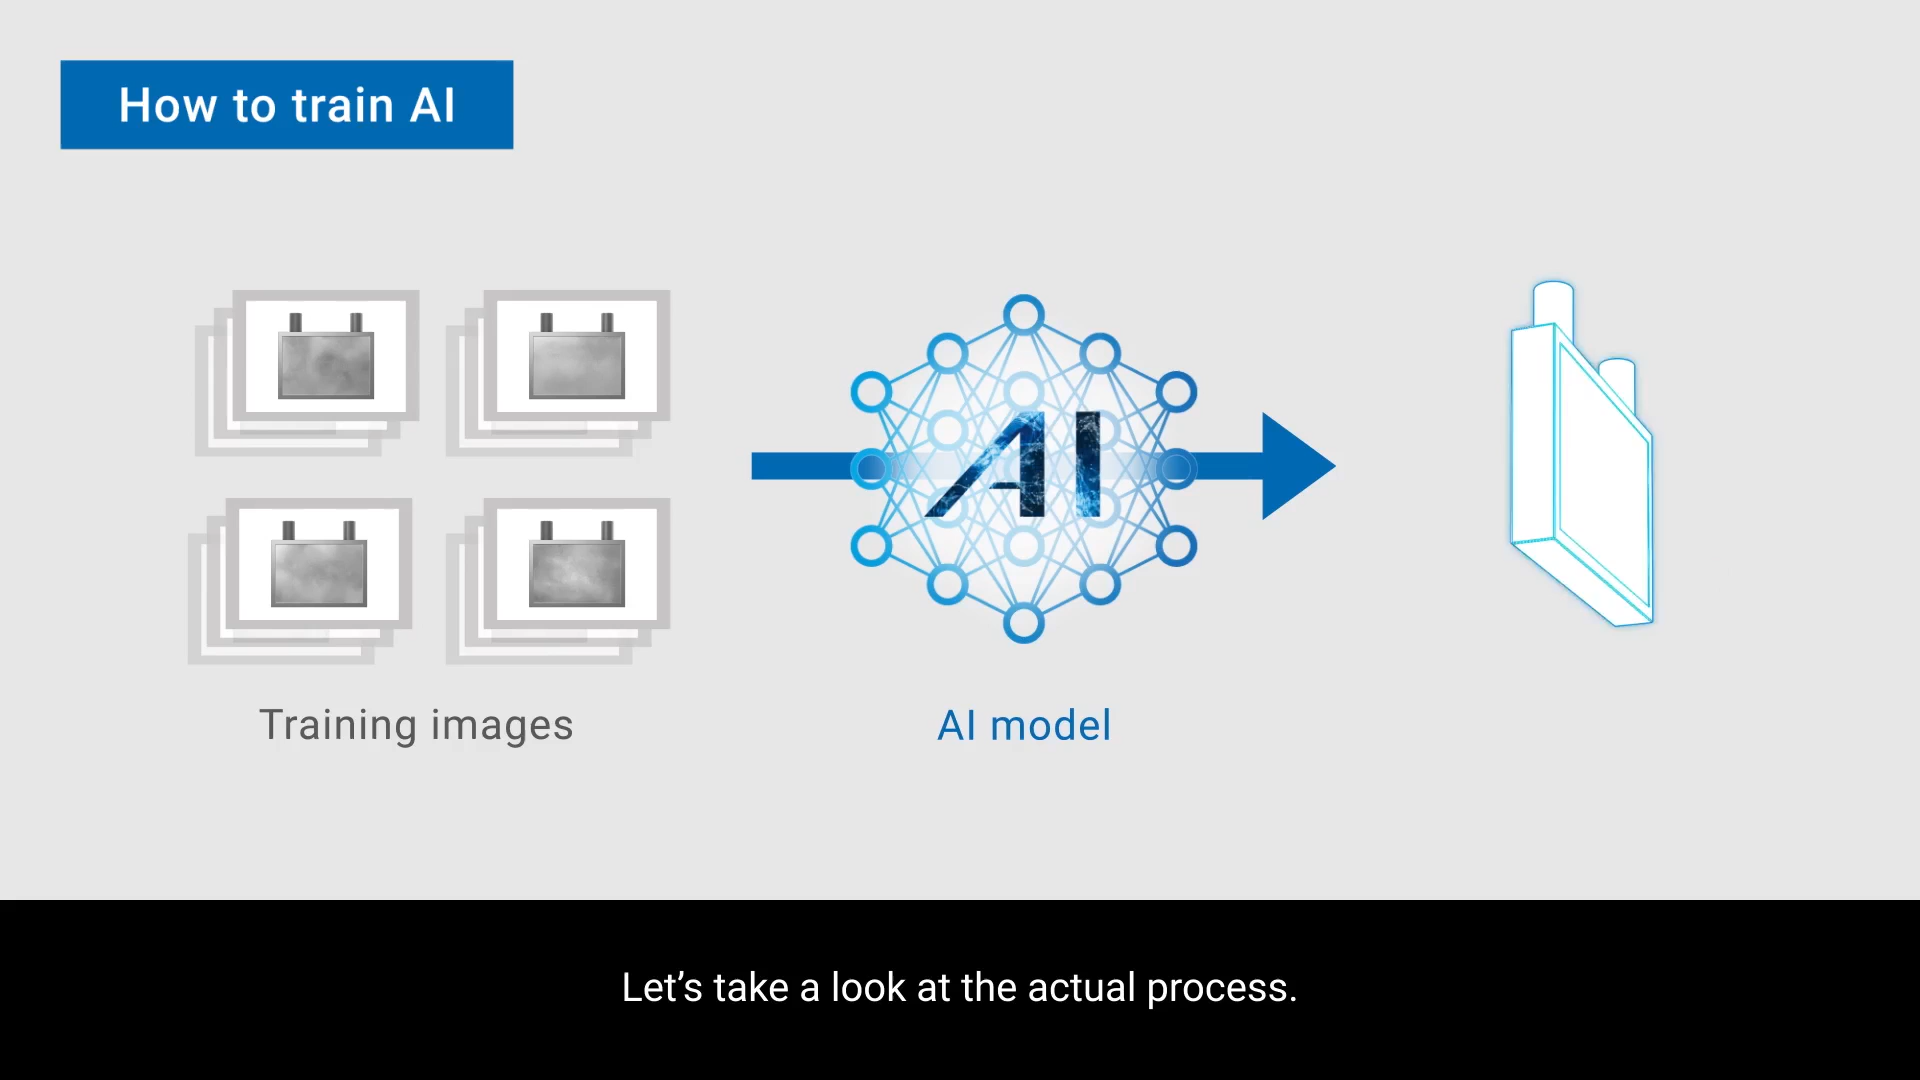 How to train AI
AI
Training images
AI model
Let’s take a look at the actual process.